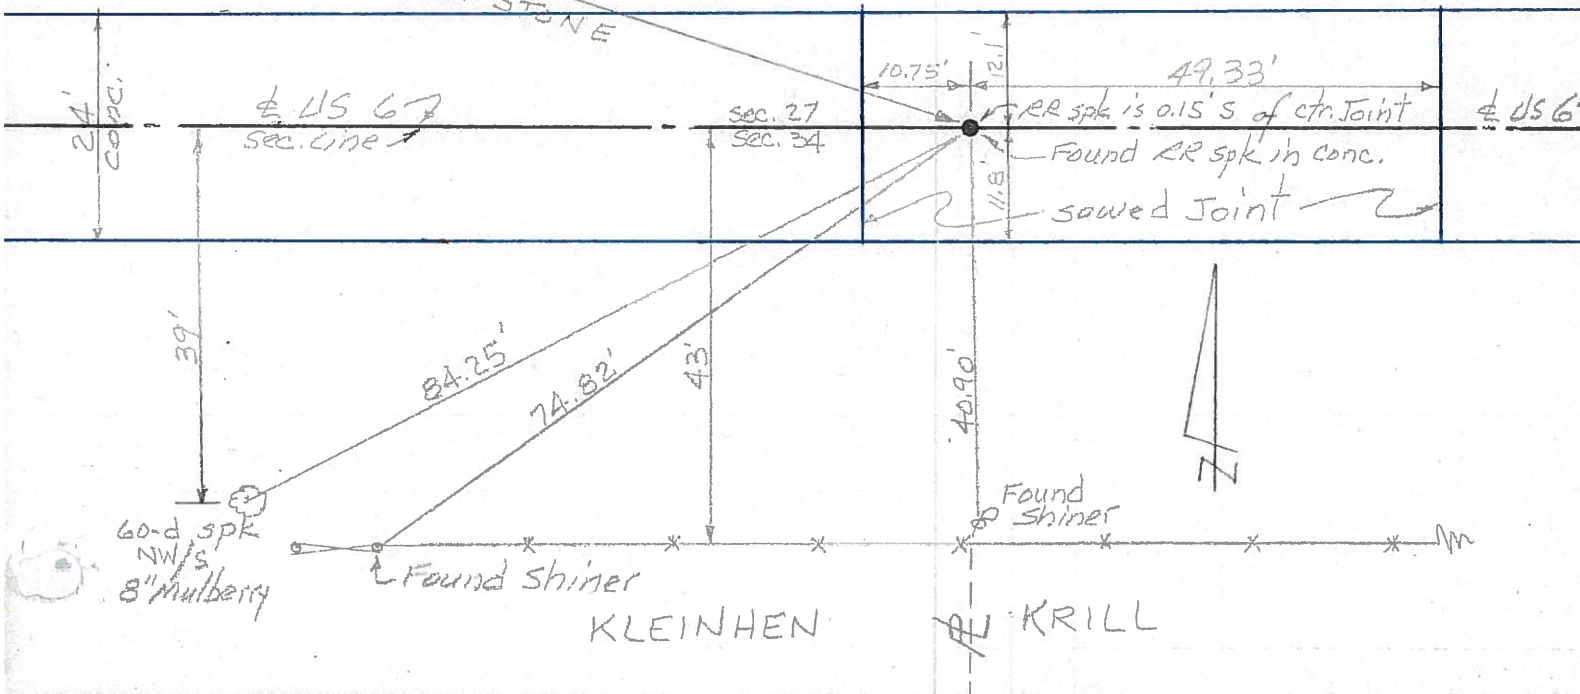 STONE
10.75'
12.1'
49.33'
24'
conc.
℄ US 6
Sec. Line
Sec. 27
Sec. 34
RR spk is 0.15' S of ctr. Joint
℄ US 6
Found RR spk in conc.
11.8'
Sawed Joint
39'
84.25'
74.82'
43'
40.90'
N
60-d spk
NW/S
8" Mulberry
Found Shiner
Found
Shiner
KLEINHEN
PL
KRILL